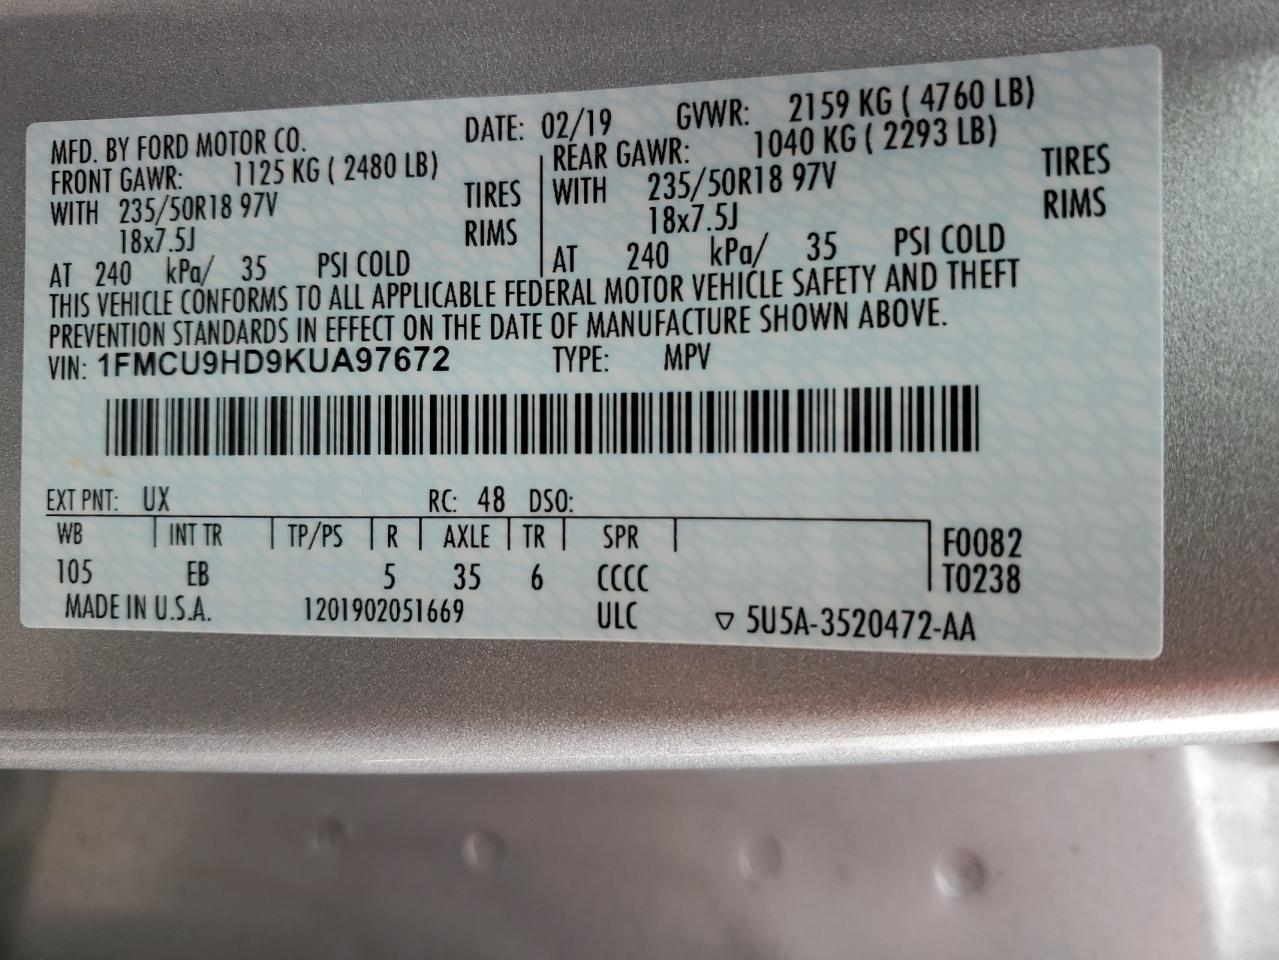 MFD. BY FORD MOTOR CO. DATE: 02/19 GVWR: 2159 KG ( 4760 LB)
FRONT GAWR: 1125 KG ( 2480 LB) REAR GAWR: 1040 KG ( 2293 LB)
WITH 235/50R18 97V TIRES WITH 235/50R18 97V TIRES
18x7.5J RIMS 18x7.5J RIMS
AT 240 kPa/ 35 PSI COLD AT 240 kPa/ 35 PSI COLD
THIS VEHICLE CONFORMS TO ALL APPLICABLE FEDERAL MOTOR VEHICLE SAFETY AND THEFT
PREVENTION STANDARDS IN EFFECT ON THE DATE OF MANUFACTURE SHOWN ABOVE.
VIN: 1FMCU9HD9KUA97672 TYPE: MPV
EXT PNT: UX RC: 48 DSO:
WB INT TR TP/PS R AXLE TR SPR F0082
105 EB 5 35 6 CCCC T0238
MADE IN U.S.A. 1201902051669 ULC ▽ 5U5A-3520472-AA